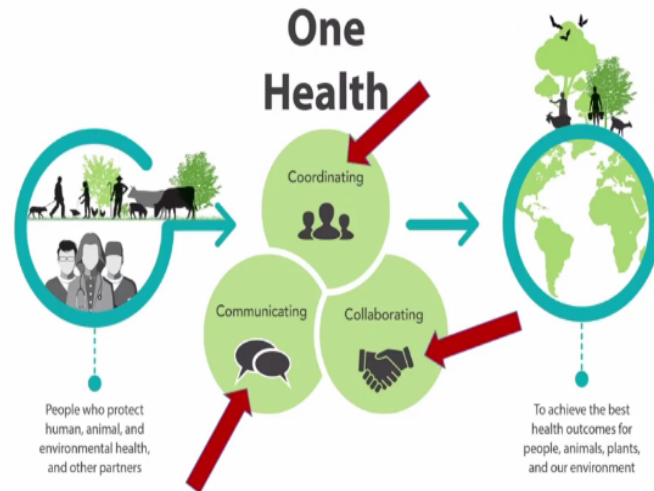 One
Health
Coordinating
Communicating
Collaborating
People who protect
human, animal, and
environmental health,
and other partners
To achieve the best
health outcomes for
people, animals, plants,
and our environment